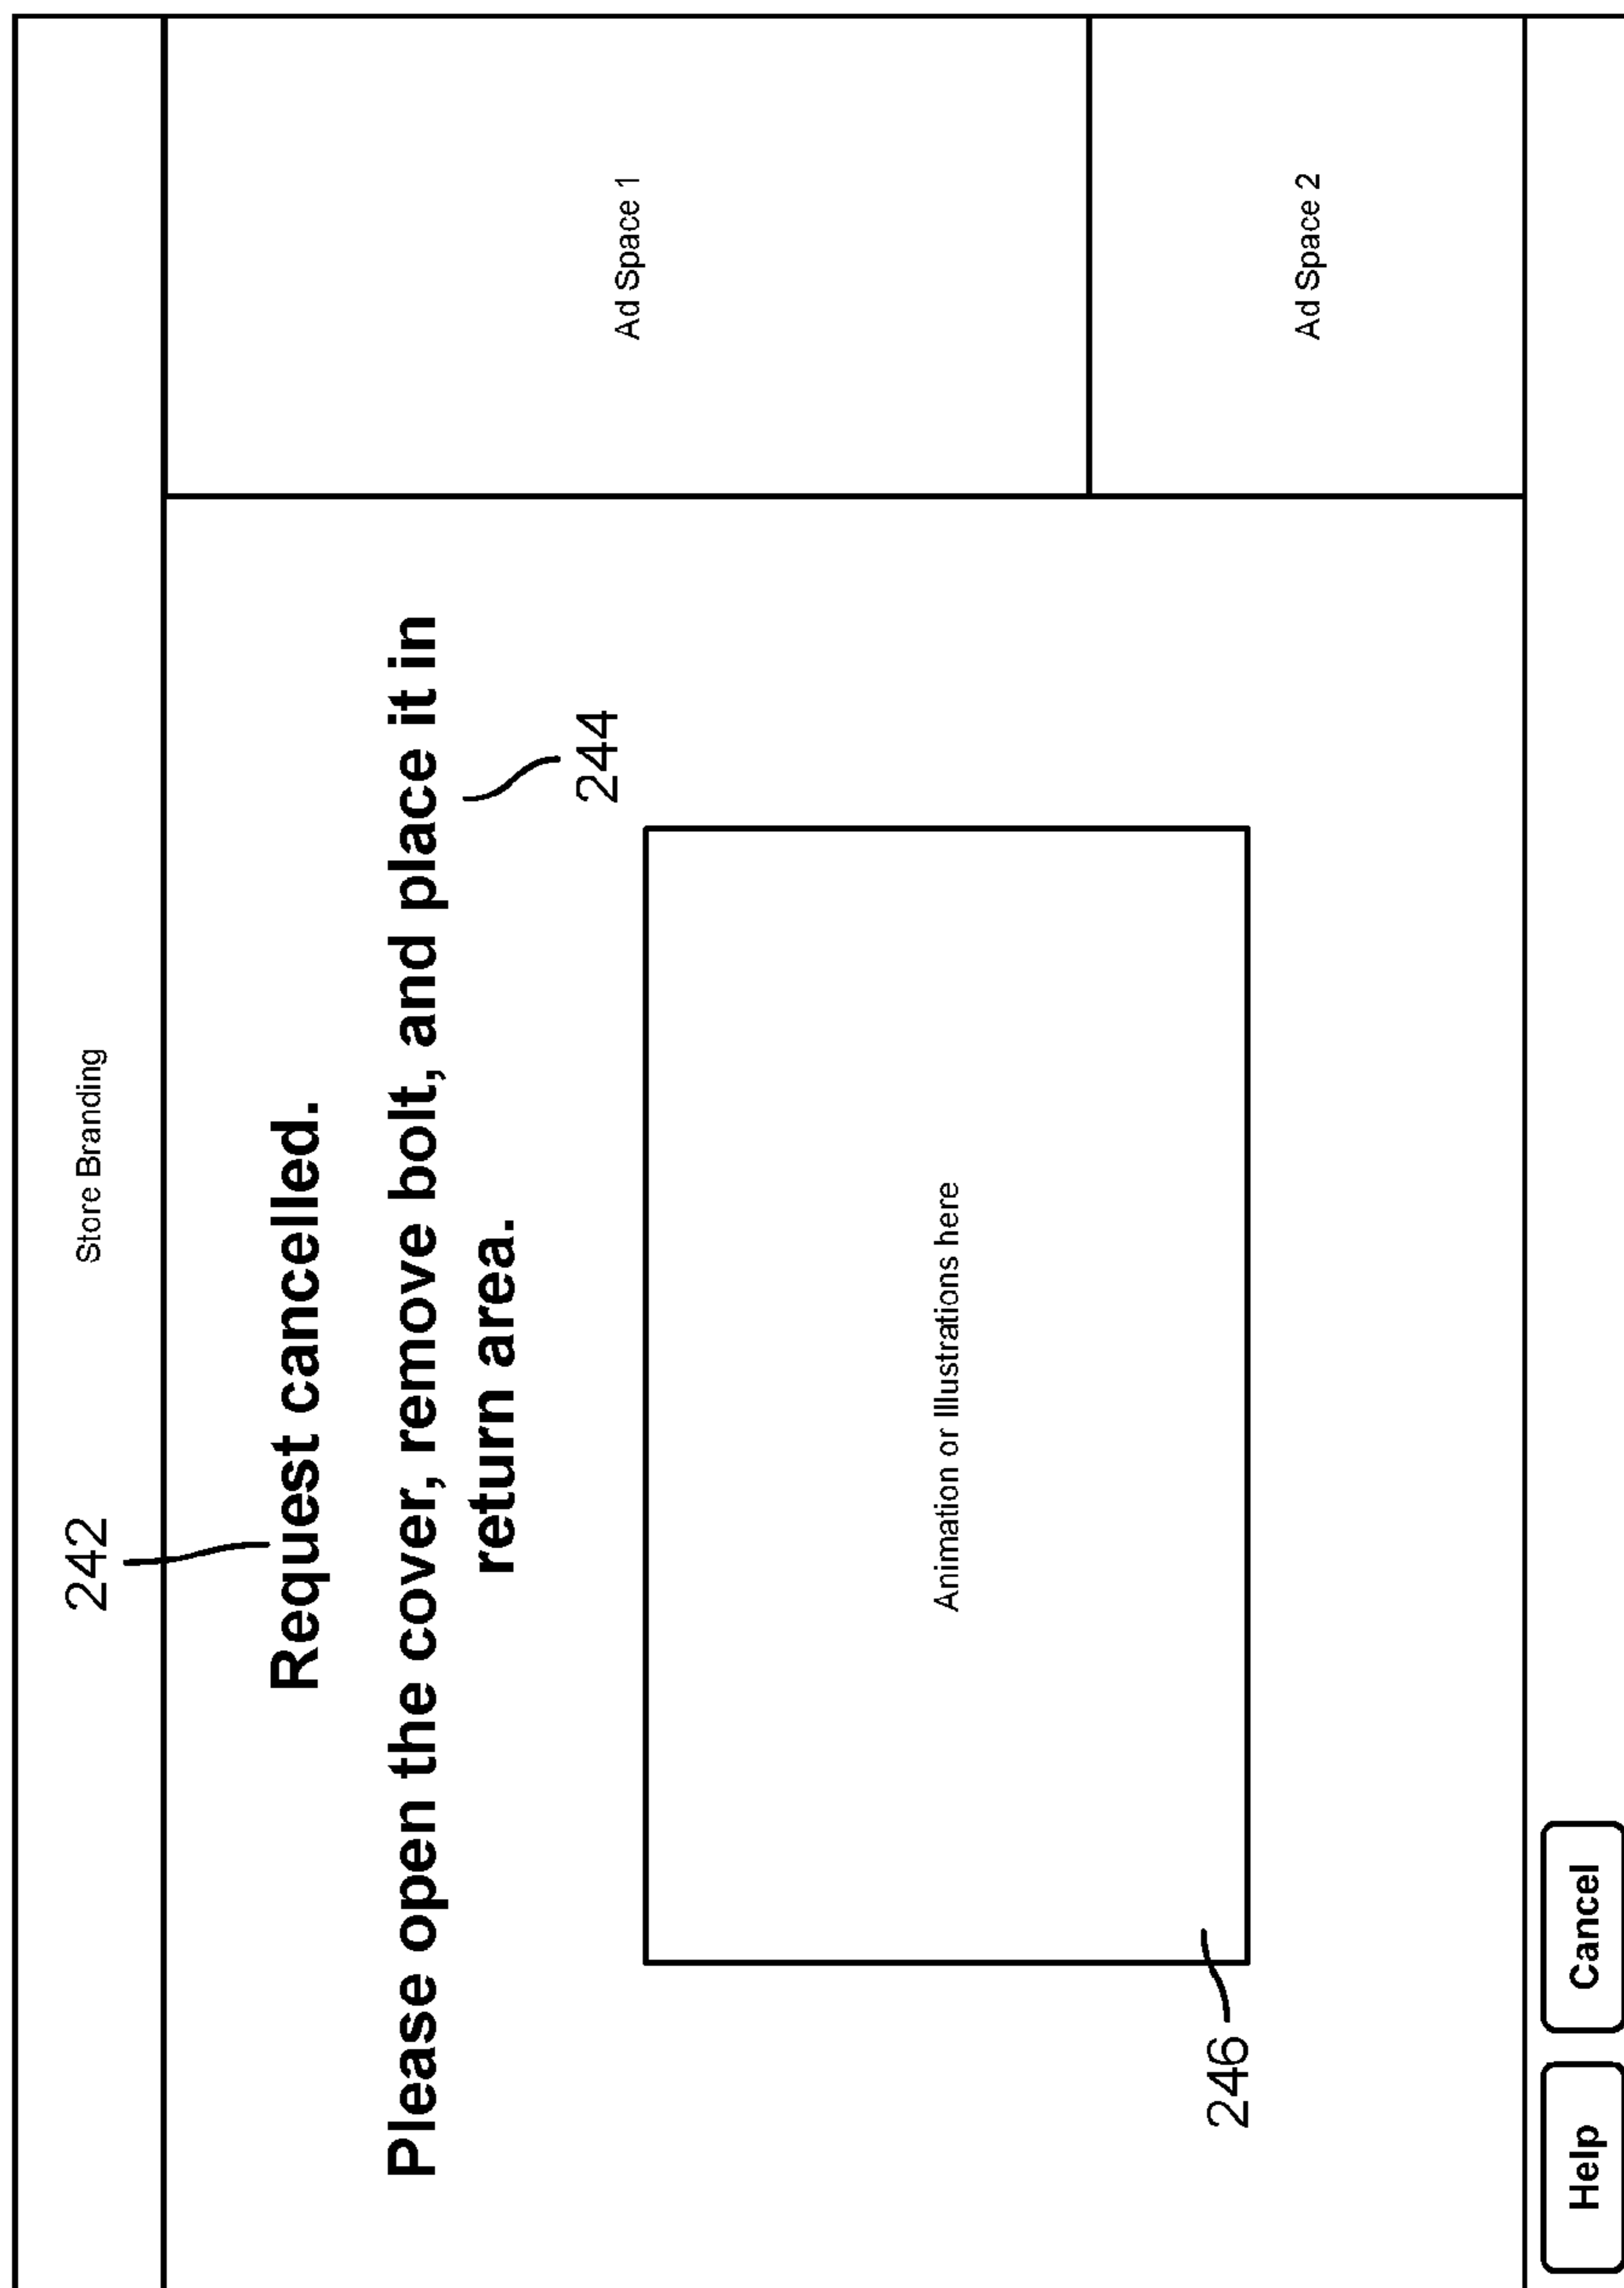 Store Branding
242
Request cancelled.
Please open the cover, remove bolt, and place it in
return area.
244
Animation or Illustrations here
246
Ad Space 1
Ad Space 2
Help
Cancel